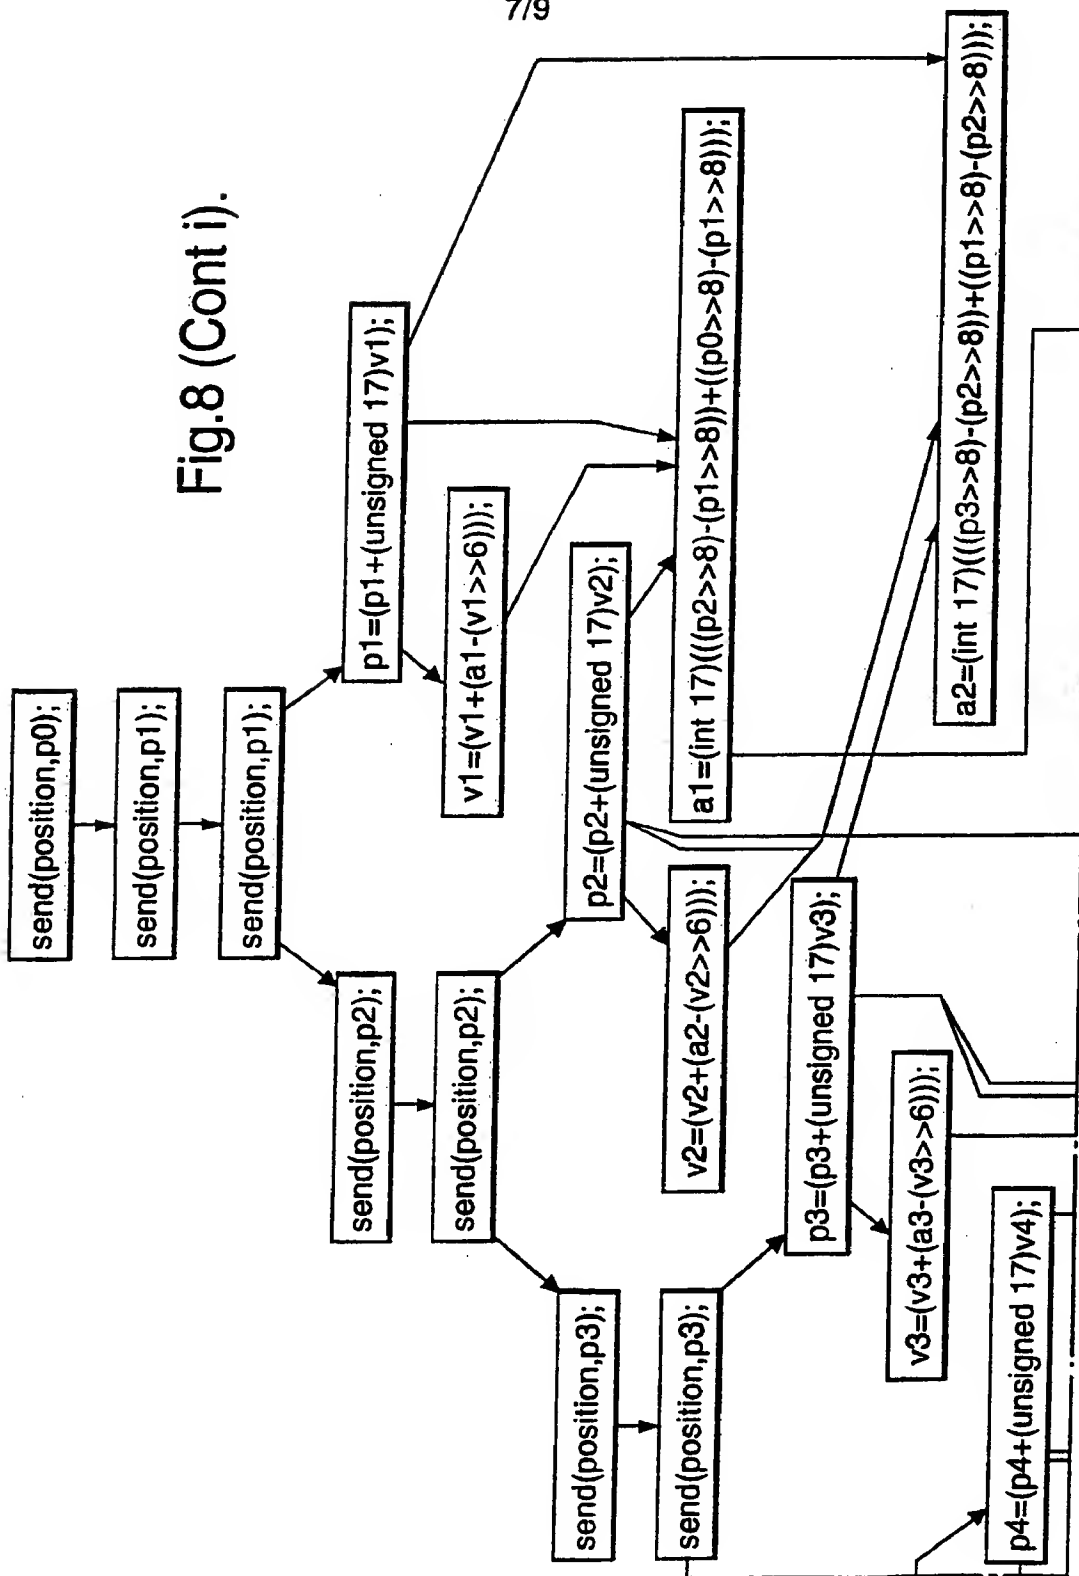 7/9
Fig.8 (Cont i).
send(position,p0);
send(position,p1);
send(position,p1);
p1=(p1+(unsigned 17)v1);
send(position,p2);
v1=(v1+(a1-(v1>>6)));
send(position,p2);
p2=(p2+(unsigned 17)v2);
send(position,p3);
a1=(int 17)(((p2>>8)-(p1>>8))+((p0>>8)-(p1>>8)));
v2=(v2+(a2-(v2>>6)));
send(position,p3);
p3=(p3+(unsigned 17)v3);
v3=(v3+(a3-(v3>>6)));
a2=(int 17)(((p3>>8)-(p2>>8))+((p1>>8)-(p2>>8)));
p4=(p4+(unsigned 17)v4);